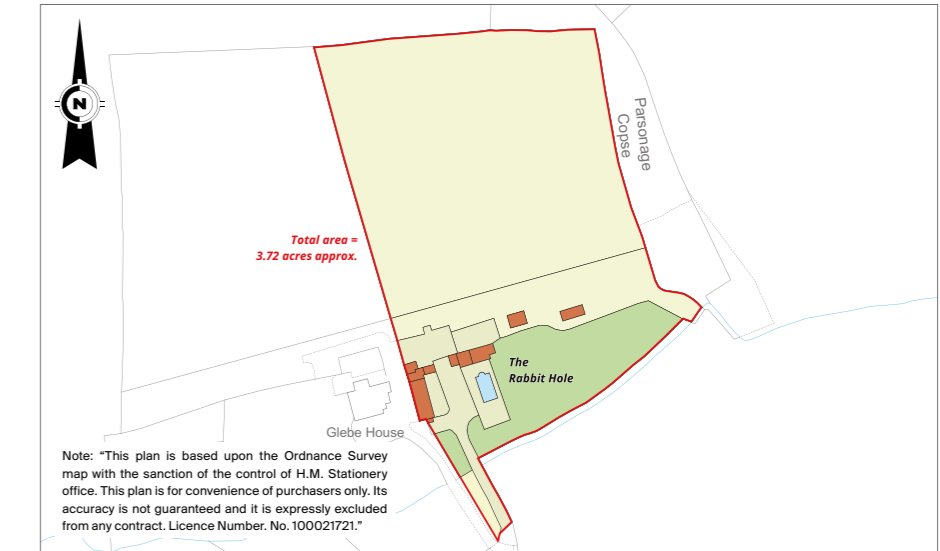 N
Parsonage
Copse
Total area =
3.72 acres approx.
The
Rabbit Hole
Glebe House
Note: “This plan is based upon the Ordnance Survey
map with the sanction of the control of H.M. Stationery
office. This plan is for convenience of purchasers only. Its
accuracy is not guaranteed and it is expressly excluded
from any contract. Licence Number. No. 100021721.”